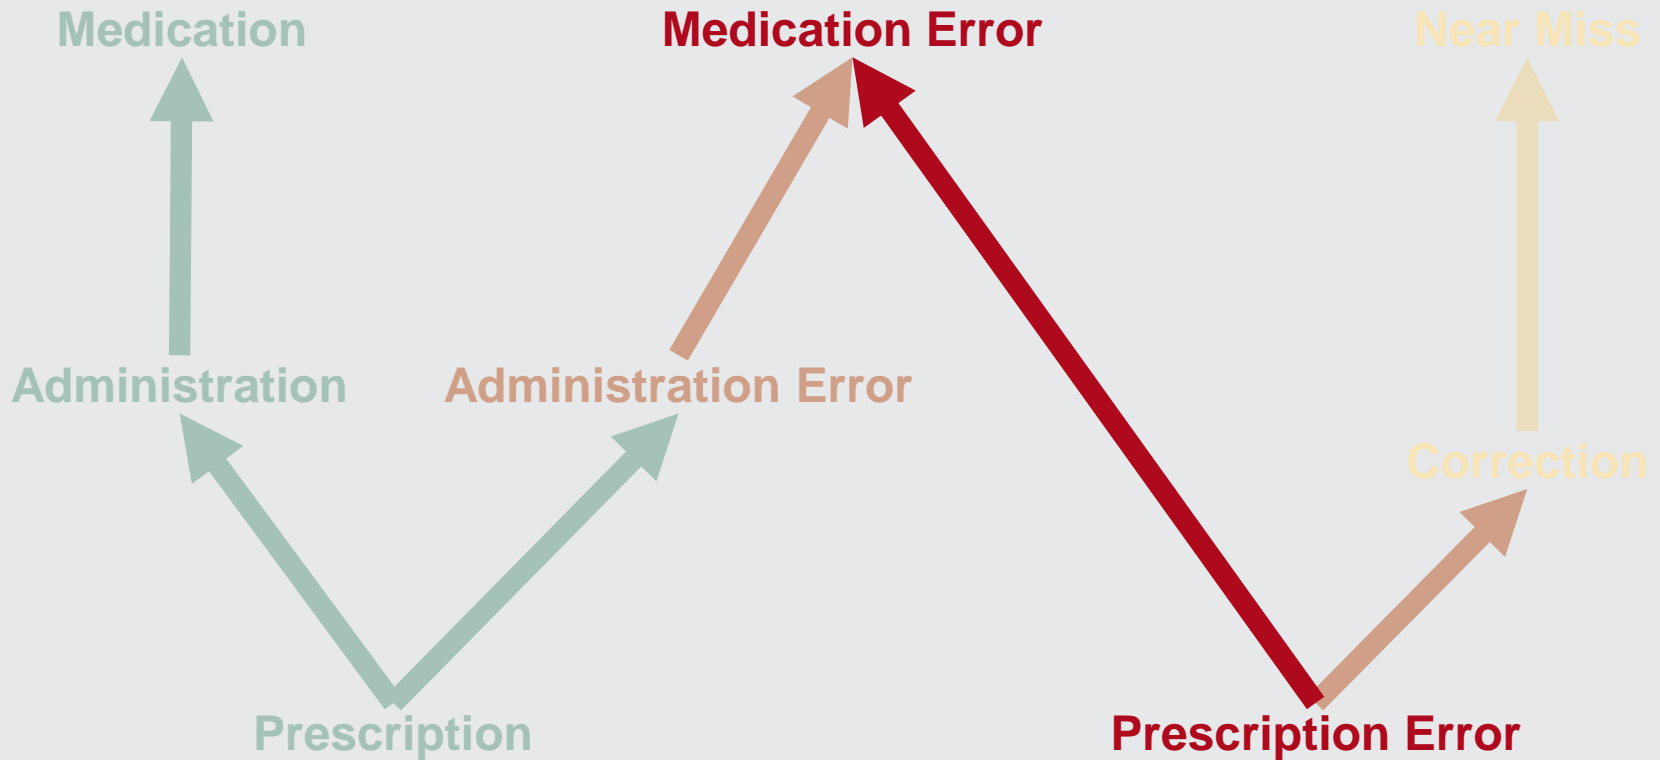 Medication
Medication Error
Near Miss
Administration
Administration Error
Correction
Prescription
Prescription Error